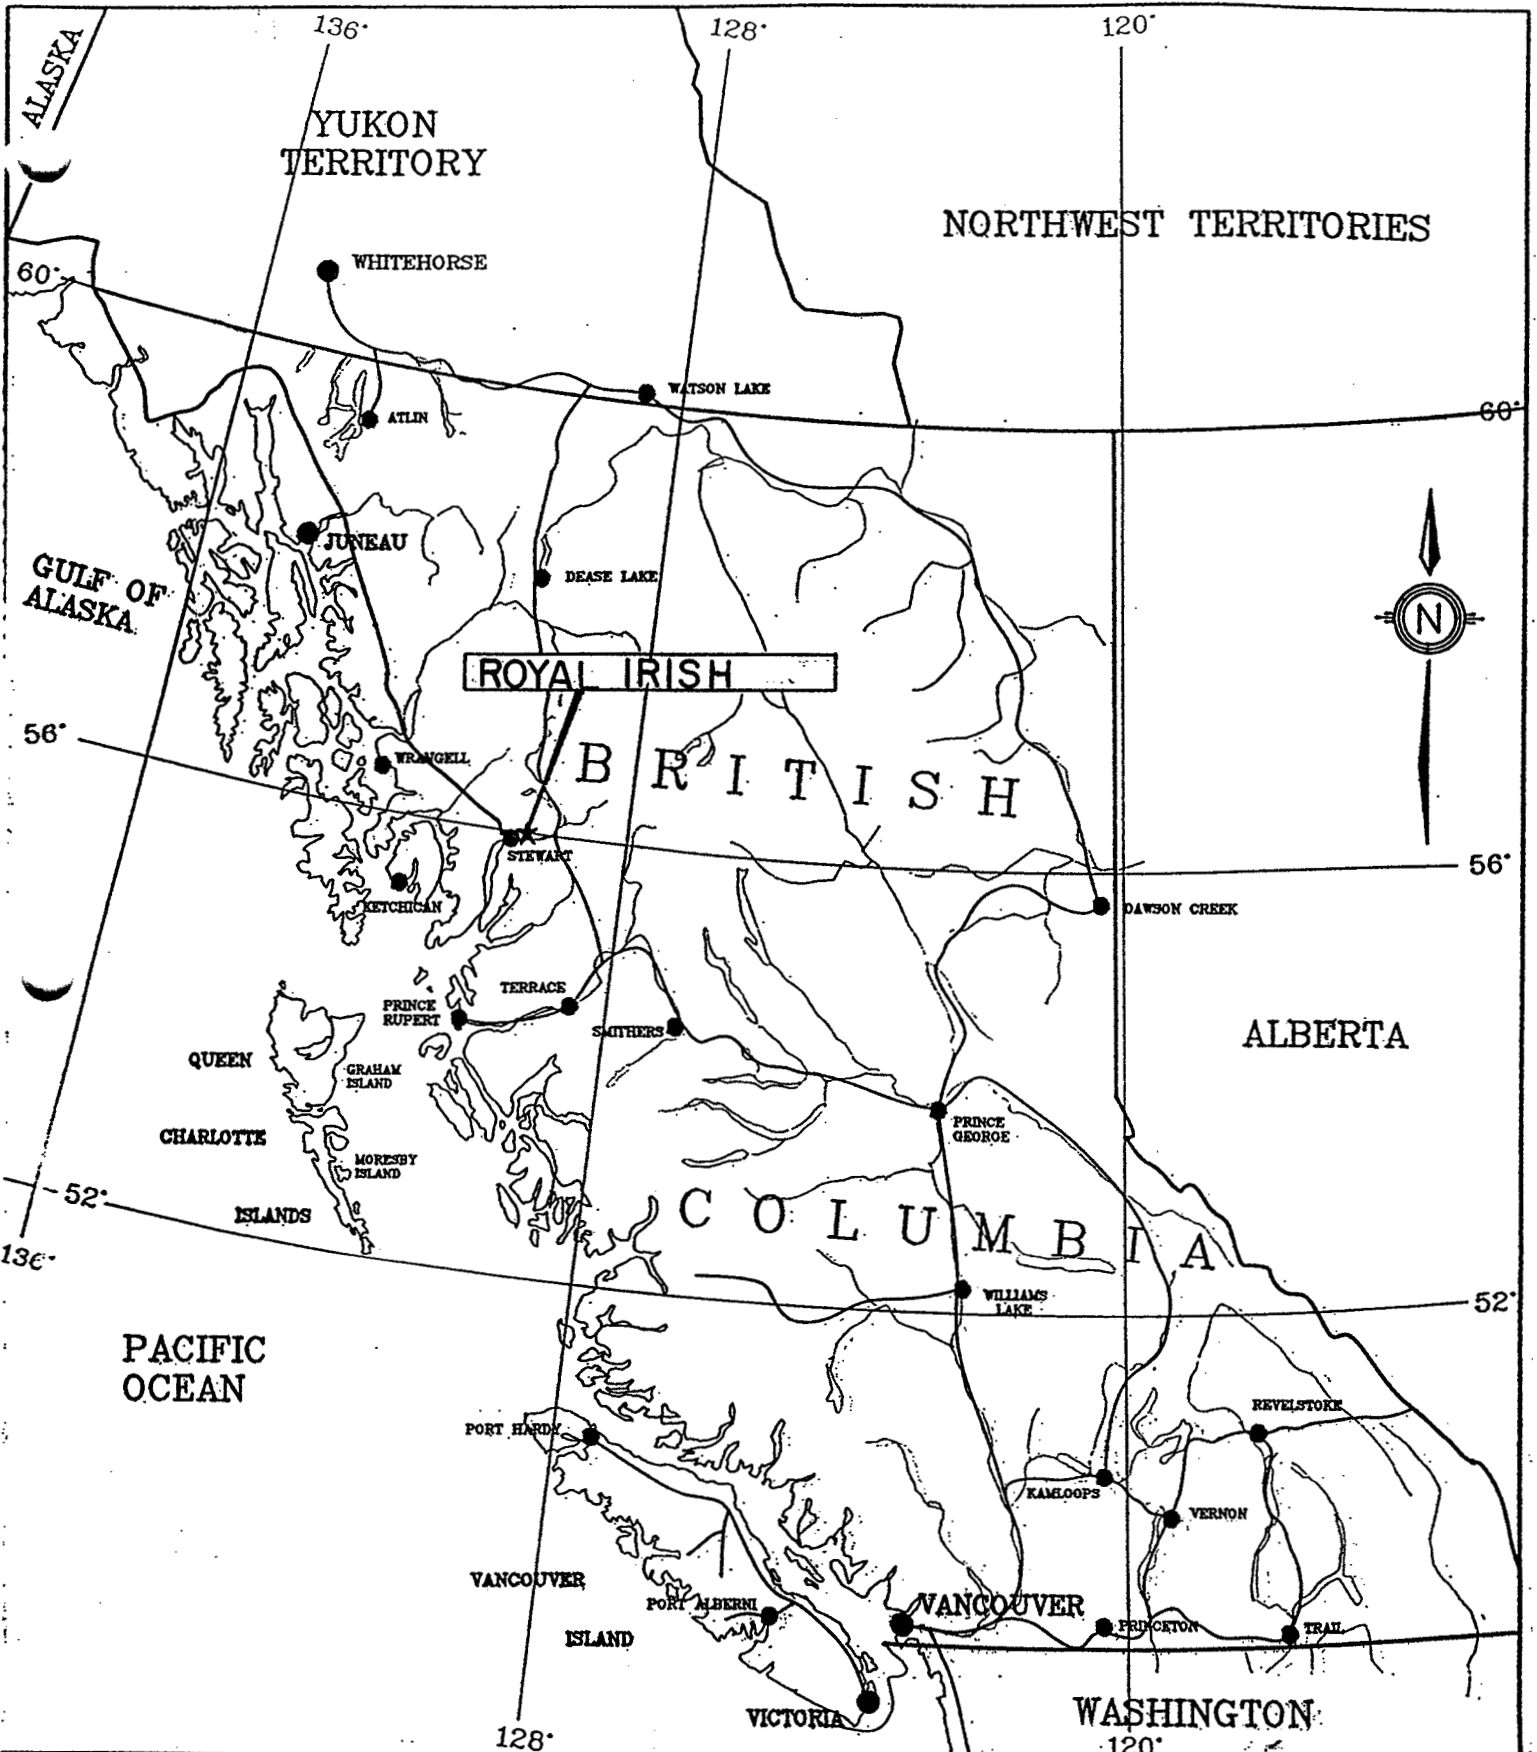 136°
128°
120°
ALASKA
YUKON
TERRITORY
NORTHWEST TERRITORIES
60°
WHITEHORSE
WATSON LAKE
ATLIN
60°
JUNEAU
GULF OF
ALASKA
DEASE LAKE
N
ROYAL IRISH
56°
WRANGELL
BRITISH
STEWART
56°
KETCHICAN
DAWSON CREEK
TERRACE
PRINCE
RUPERT
SMITHERS
ALBERTA
QUEEN
GRAHAM
ISLAND
CHARLOTTE
PRINCE
GEOROE
MORESBY
ISLAND
52°
ISLANDS
COLUMBIA
136°
WILLIAMS
LAKE
52°
PACIFIC
OCEAN
PORT HARDY
REVELSTOKE
KAMLOOPS
VERNON
VANCOUVER
ISLAND
PORT ALBERNI
VANCOUVER
PRINCETON
TRAIL
VICTORIA
WASHINGTON
128°
120°